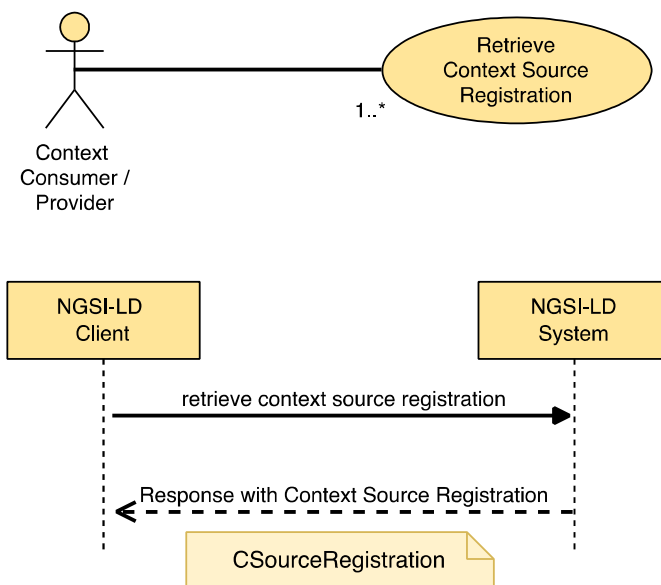 Retrieve
Context Source
Registration
1..*
Context
Consumer /
Provider
NGSI-LD
Client
NGSI-LD
System
retrieve context source registration
Response with Context Source Registration
CSourceRegistration